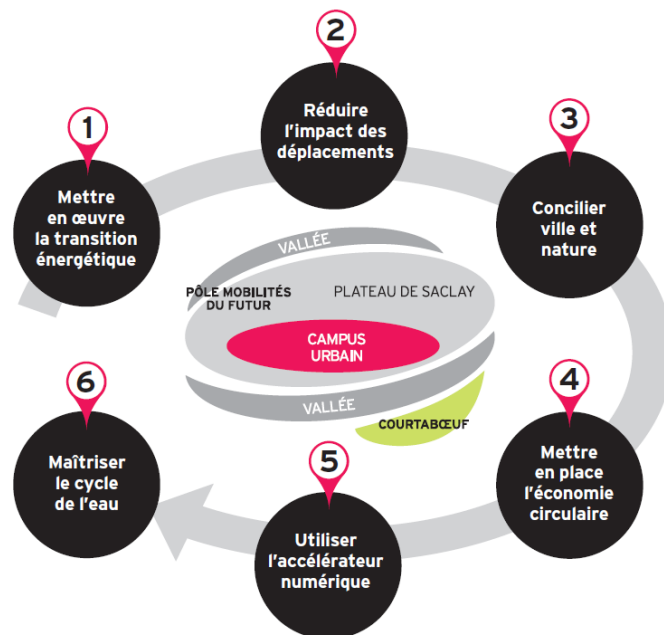 1
Mettre
en œuvre
la transition
énergétique
2
Réduire
l'impact des
déplacements
3
Concilier
ville et
nature
VALLÉE
PÔLE MOBILITÉS
DU FUTUR
PLATEAU DE SACLAY
CAMPUS
URBAIN
VALLÉE
COURTABŒUF
4
Mettre
en place
l'économie
circulaire
5
Utiliser
l'accélérateur
numérique
6
Maîtriser
le cycle
de l'eau